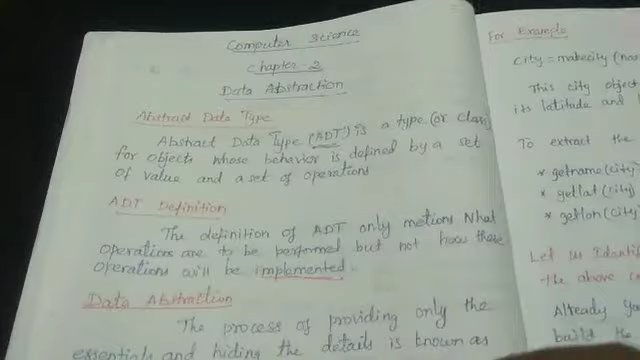 Computer Science
Chapter-2
Data Abstraction
Abstract Data Type
Abstract Data Type (ADT) is a type (or class)
for objects whose behavior is defined by a set
of value and a set of operations
ADT Definition
The definition of ADT only metions What
operations are to be performed but not how these
operations will be implemented.
Data Abstraction
The process of providing only the
essentials and hiding the details is known as
For Example
City = makecity (
This city object
its latitude and
To extract the
* getname(city
* getlat (city)
* getlon (city)
Let us Identif
the above
Already
build the